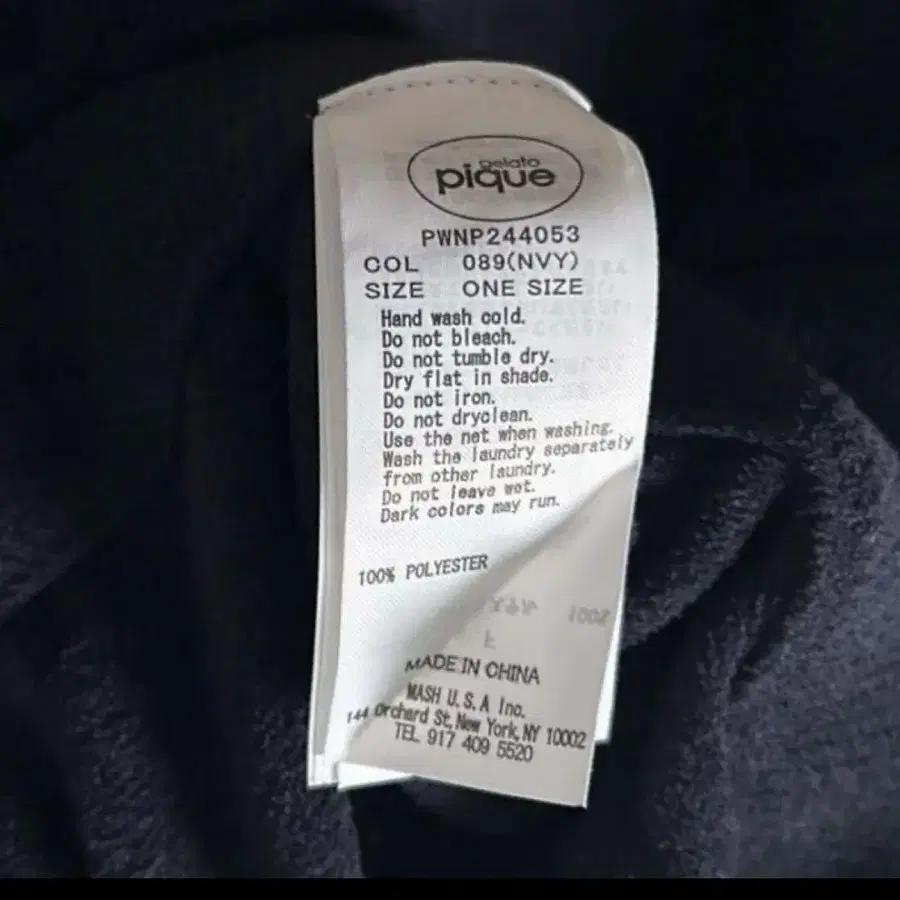 gelato
pique
PWNP244053
COL 089(NVY)
SIZE ONE SIZE
Hand wash cold.
Do not bleach.
Do not tumble dry.
Dry flat in shade.
Do not iron.
Do not dryclean.
Use the net when washing.
Wash the laundry separately
from other laundry.
Do not leave wet.
Dark colors may run.
100% POLYESTER
MADE IN CHINA
MASH U.S.A Inc.
144 Orchard St, New York, NY 10002
TEL 917 409 5520